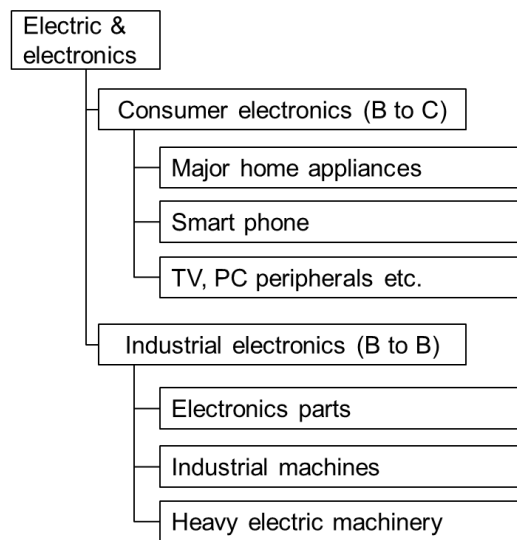 Electric &
electronics
Consumer electronics (B to C)
Major home appliances
Smart phone
TV, PC peripherals etc.
Industrial electronics (B to B)
Electronics parts
Industrial machines
Heavy electric machinery